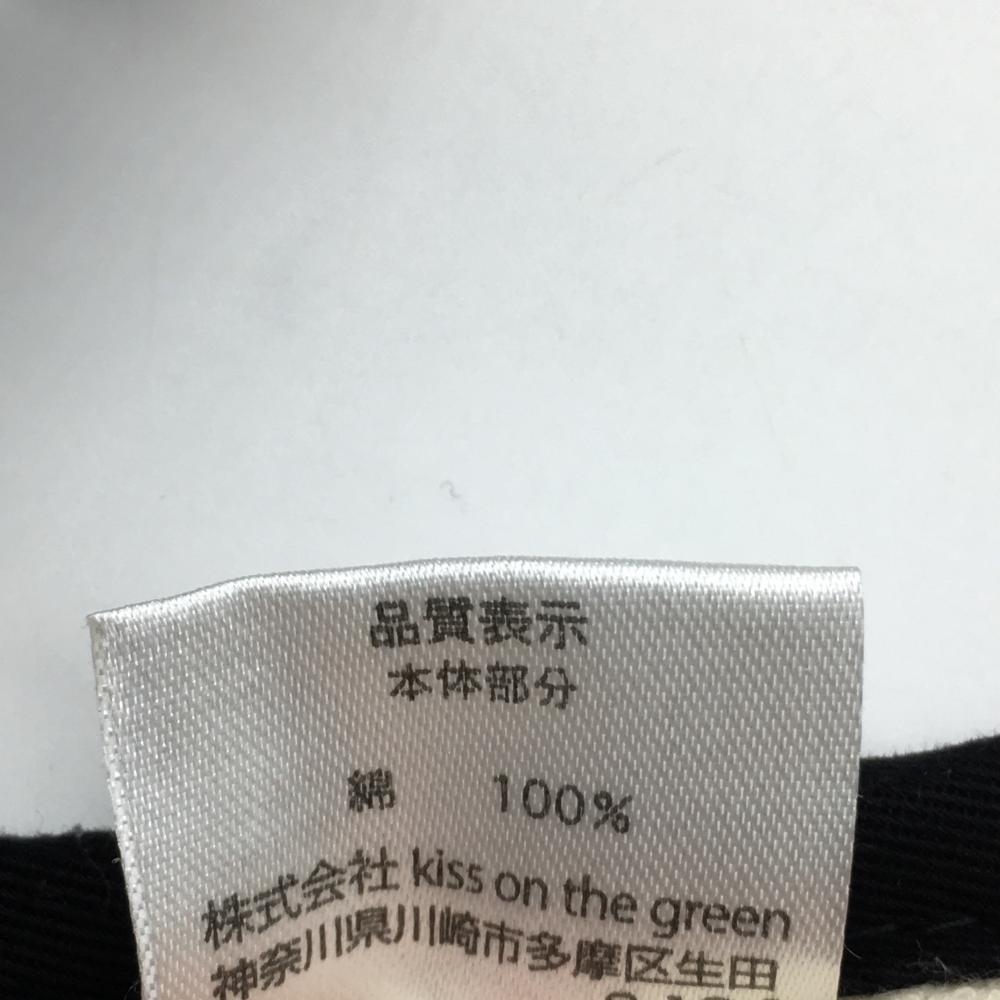 品質表示
本体部分
綿 100%
株式会社 kiss on the green
神奈川県川崎市多摩区生田